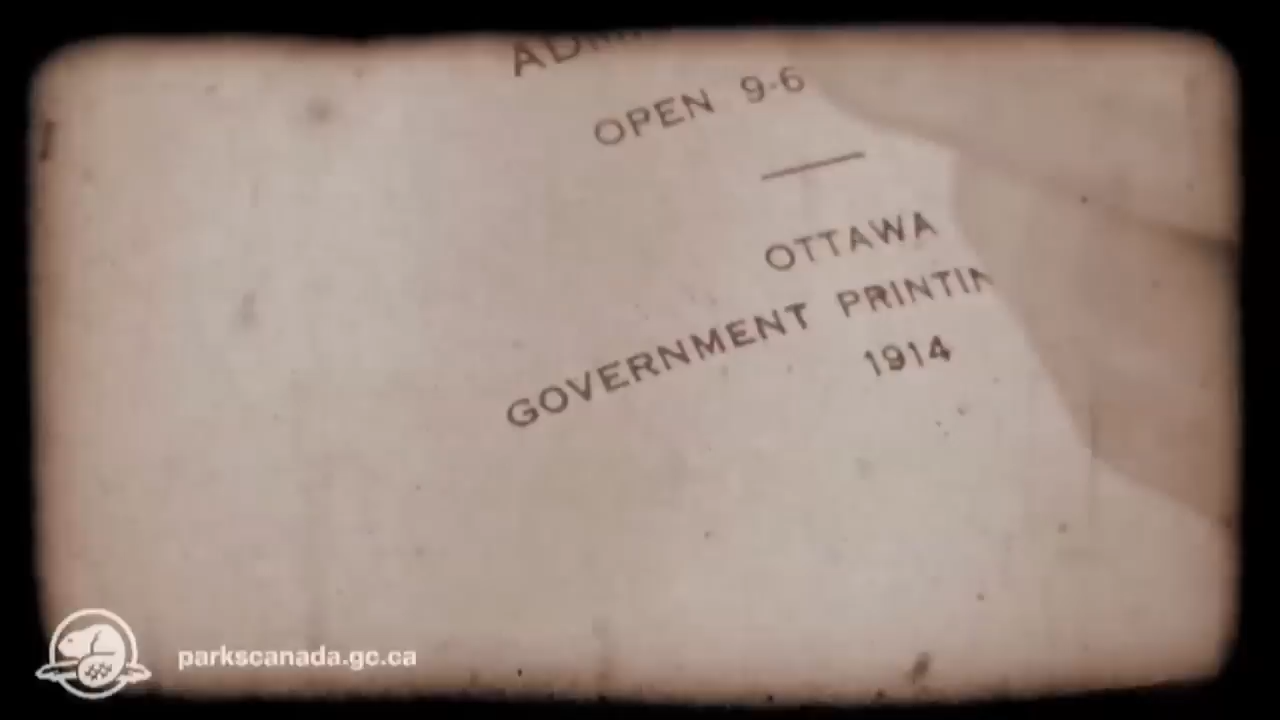 OPEN 9-6
OTTAWA
GOVERNMENT PRINTIN
1914
parkscanada.gc.ca